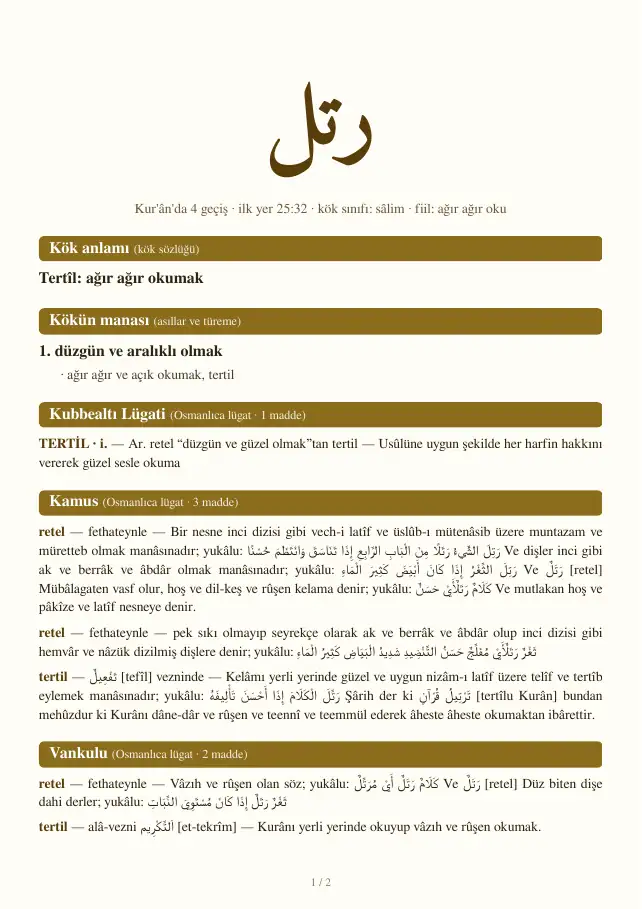 رتل
Kur'ân'da 4 geçiş · ilk yer 25:32 · kök sınıfı: sâlim · fiil: ağır ağır oku
Kök anlamı (kök sözlüğü)
Tertîl: ağır ağır okumak
Kökün manası (asıllar ve türeme)
1. düzgün ve aralıklı olmak
· ağır ağır ve açık okumak, tertil
Kubbealtı Lügati (Osmanlıca lügat · 1 madde)
TERTİL · i. — Ar. retel “düzgün ve güzel olmak”tan tertil — Usûlüne uygun şekilde her harfin hakkını
vererek güzel sesle okuma
Kamus (Osmanlıca lügat · 3 madde)
retel — fethateynle — Bir nesne inci dizisi gibi vech-i latîf ve üslûb-ı mütenâsib üzere muntazam ve
müretteb olmak manâsınadır; yukâlu: رَتِلَ الشَّيْءُ رَتَلًا مِنَ الْبَابِ الرَّابِعِ إِذَا تَنَاسَقَ وَانْتَظَمَ حُسْنًا Ve dişler inci gibi
ak ve berrâk ve âbdâr olmak manâsınadır; yukâlu: رَتِلَ الثَّغْرُ إِذَا كَانَ أَبْيَضَ كَثِيرَ الْمَاءِ Ve رَتَلٌ [retel]
Mübâlagaten vasf olur, hoş ve dil-keş ve rûşen kelama denir; yukâlu: كَلَامٌ رَتَلٌ أَيْ حَسَنٌ Ve mutlakan hoş ve
pâkîze ve latîf nesneye denir.
retel — fethateynle — pek sıkı olmayıp seyrekçe olarak ak ve berrâk ve âbdâr olup inci dizisi gibi
hemvâr ve nâzük dizilmiş dişlere denir; yukâlu: ثَغْرٌ رَتَلٌ أَيْ مُفَلَّجٌ حَسَنُ التَّنْضِيدِ شَدِيدُ الْبَيَاضِ كَثِيرُ الْمَاءِ
tertil — تَفْعِيلٌ [tefîl] vezninde — Kelâmı yerli yerinde güzel ve uygun nizâm-ı latîf üzere telîf ve tertîb
eylemek manâsınadır; yukâlu: رَتَّلَ الْكَلَامَ إِذَا أَحْسَنَ تَأْلِيفَهُ Şârih der ki تَرْتِيلُ قُرْآنِ [tertîlu Kurân] bundan
mehûzdur ki Kurânı dâne-dâr ve rûşen ve teennî ve teemmül ederek âheste âheste okumaktan ibârettir.
Vankulu (Osmanlıca lügat · 2 madde)
retel — fethateynle — Vâzıh ve rûşen olan söz; yukâlu: كَلَامٌ رَتَلٌ أَيْ مُرَتَّلٌ Ve رَتَلٌ [retel] Düz biten dişe
dahi derler; yukâlu: ثَغْرٌ رَتَلٌ إِذَا كَانَ مُسْتَوِيَ النَّبَاتِ
tertil — alâ-vezni اَلتَّكْرِيمِ [et-tekrîm] — Kurânı yerli yerinde okuyup vâzıh ve rûşen okumak.
1 / 2